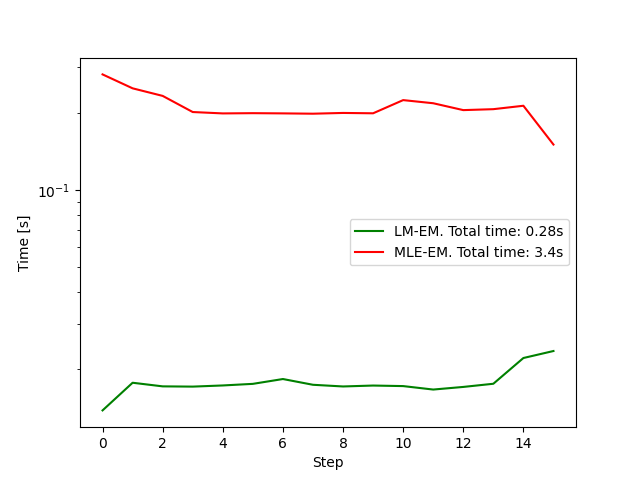 10⁻¹
Time [s]
LM-EM. Total time: 0.28s
MLE-EM. Total time: 3.4s
0 2 4 6 8 10 12 14
Step